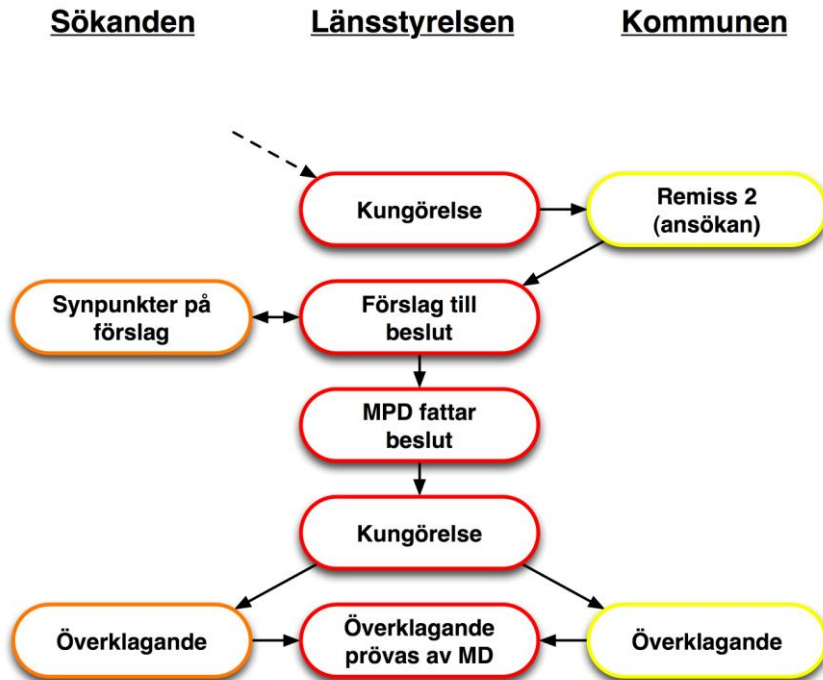 Sökanden
Länsstyrelsen
Kommunen
Kungörelse
Remiss 2
(ansökan)
Synpunkter på
förslag
Förslag till
beslut
MPD fattar
beslut
Kungörelse
Överklagande
Överklagande
prövas av MD
Överklagande